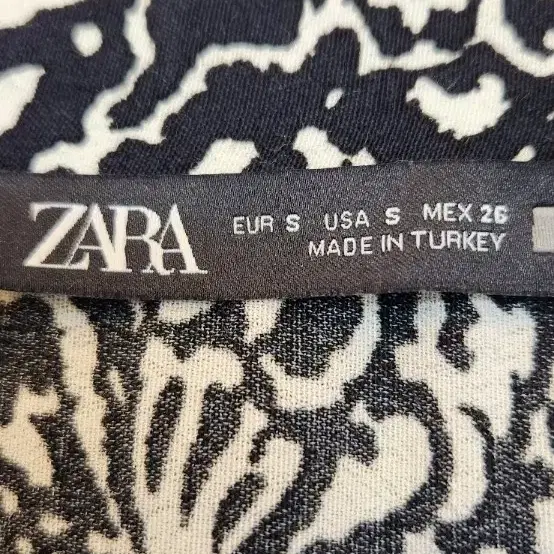 ZARA
EUR S USA S MEX 26
MADE IN TURKEY